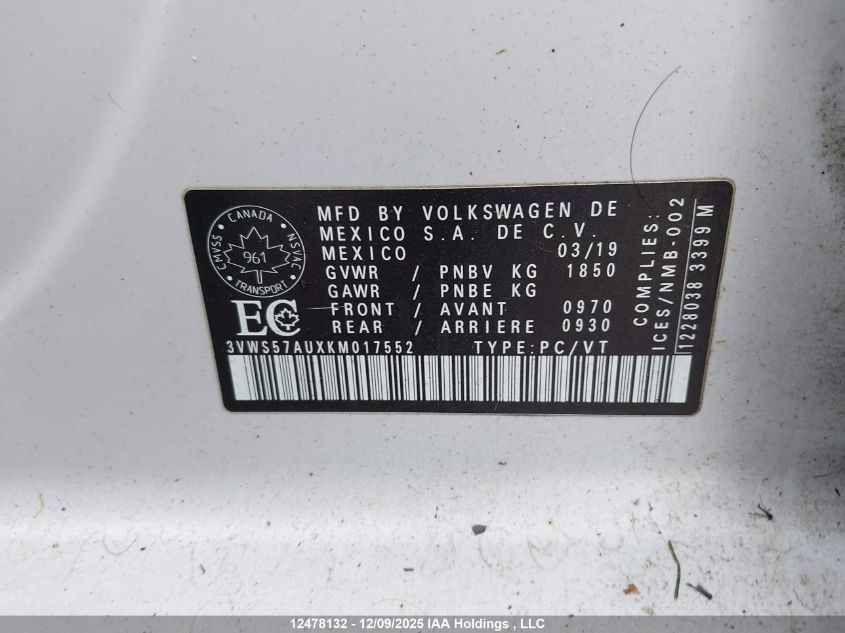 CANADA
CMVSS NSVAC
961
TRANSPORT
EC
MFD BY VOLKSWAGEN DE
MEXICO S.A. DE C.V.
MEXICO 03/19
GVWR / PNBV KG 1850
GAWR / PNBE KG
FRONT / AVANT 0970
REAR / ARRIERE 0930
3VWS57AUXKM017552 TYPE:PC/VT
COMPLIES:
ICES/NMB-002
1228038 3399 M
12478132 - 12/09/2025 IAA Holdings , LLC